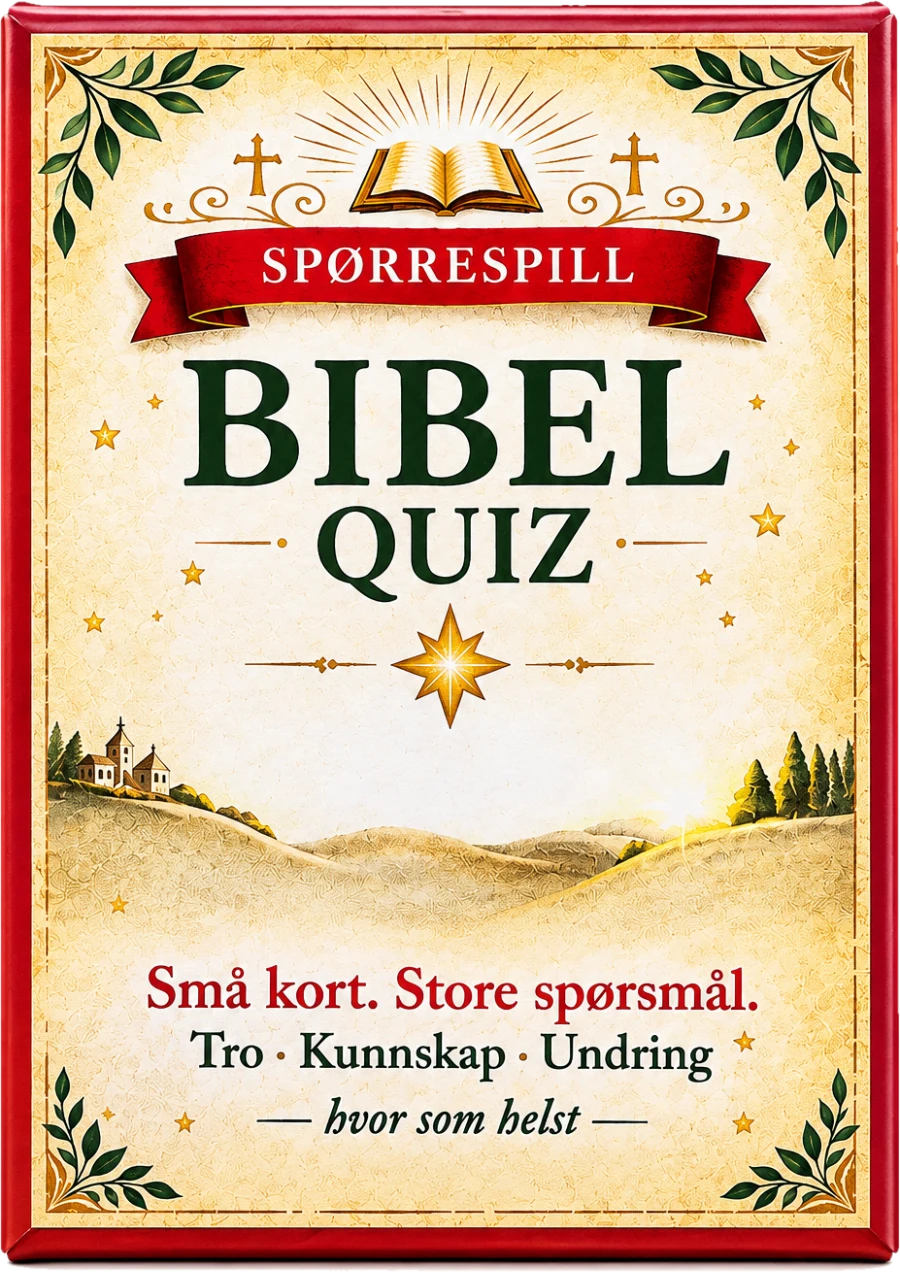 SPØRRESPILL
BIBEL
QUIZ
Små kort. Store spørsmål.
Tro · Kunnskap · Undring
— hvor som helst —